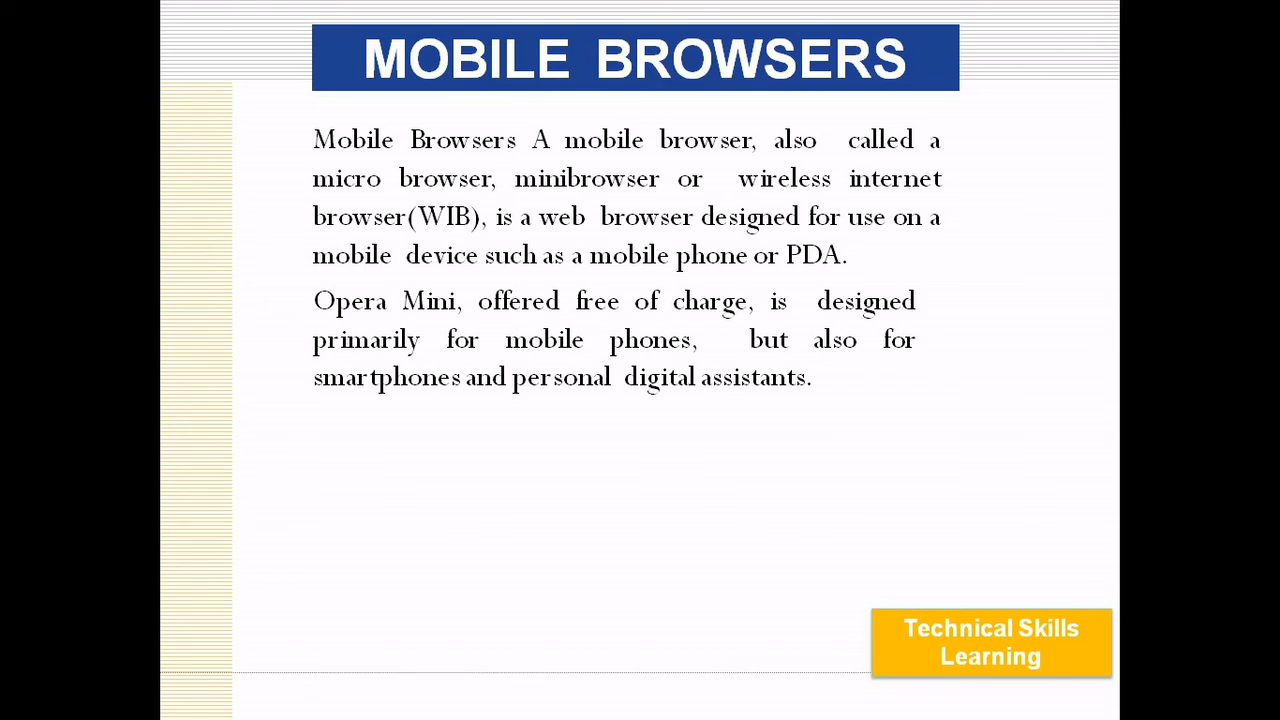 MOBILE BROWSERS
Mobile Browsers A mobile browser, also called a
micro browser, minibrowser or wireless internet
browser(WIB), is a web browser designed for use on a
mobile device such as a mobile phone or PDA.
Opera Mini, offered free of charge, is designed
primarily for mobile phones, but also for
smartphones and personal digital assistants.
Technical Skills
Learning